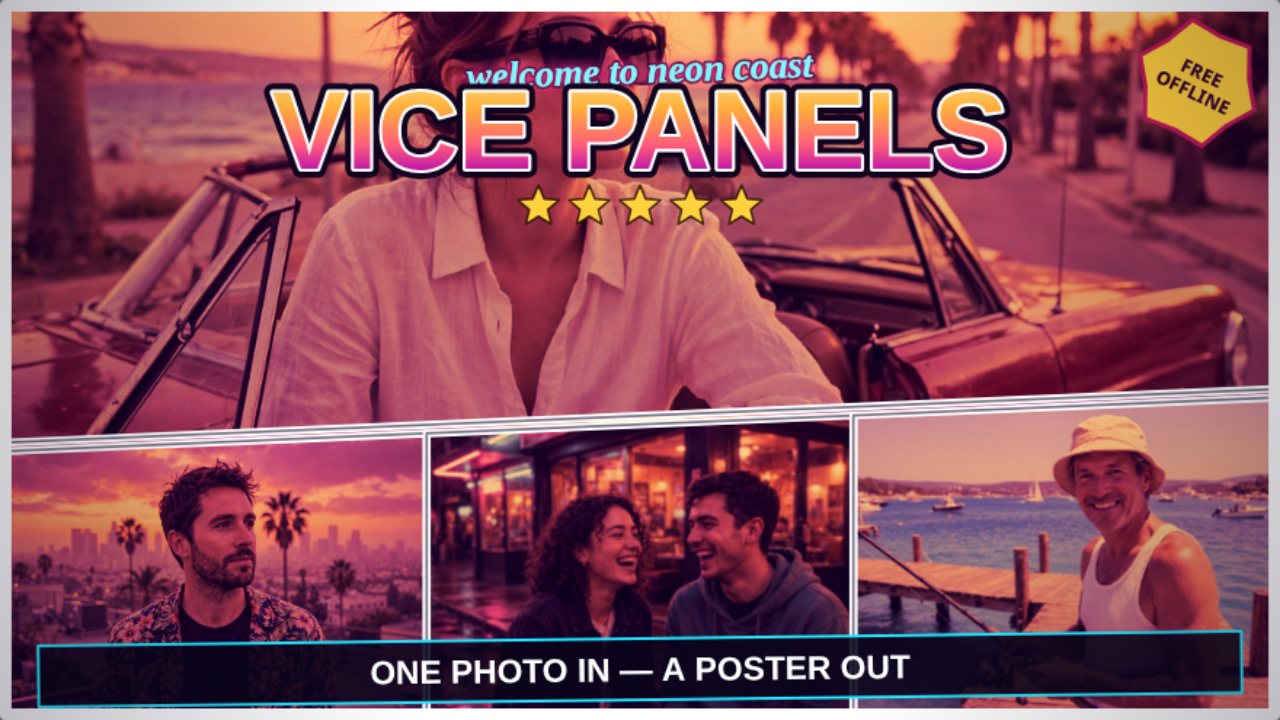 welcome to neon coast
VICE PANELS
FREE
OFFLINE
ONE PHOTO IN — A POSTER OUT